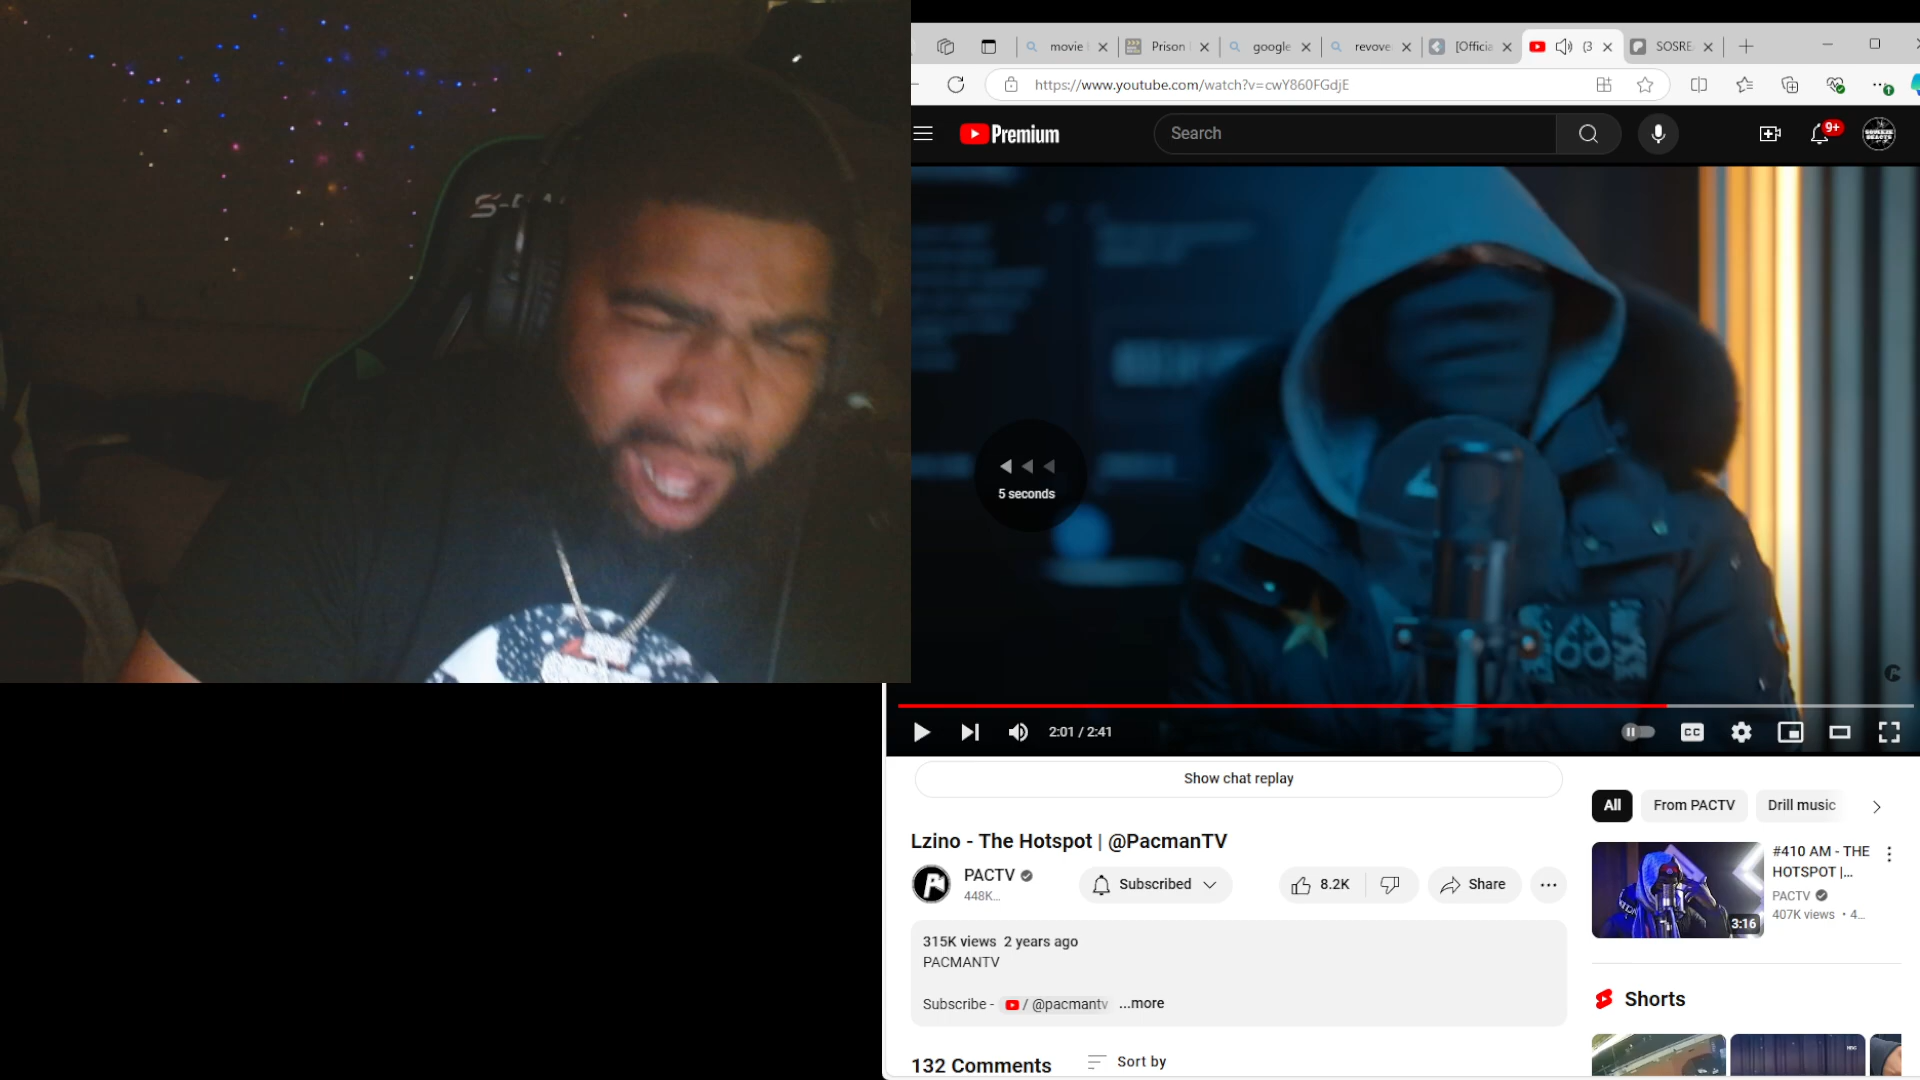 movie
Prison
google
revove
[Officia
(3
SOSRE
https://www.youtube.com/watch?v=cwY860FGdjE
Premium
Search
9+
5 seconds
2:01 / 2:41
CC
Show chat replay
All
From PACTV
Drill music
Lzino - The Hotspot | @PacmanTV
PACTV
448K...
Subscribed
8.2K
Share
315K views 2 years ago
PACMANTV
Subscribe - / @pacmantv ...more
132 Comments
Sort by
#410 AM - THE
HOTSPOT |...
PACTV
407K views • 4...
3:16
Shorts